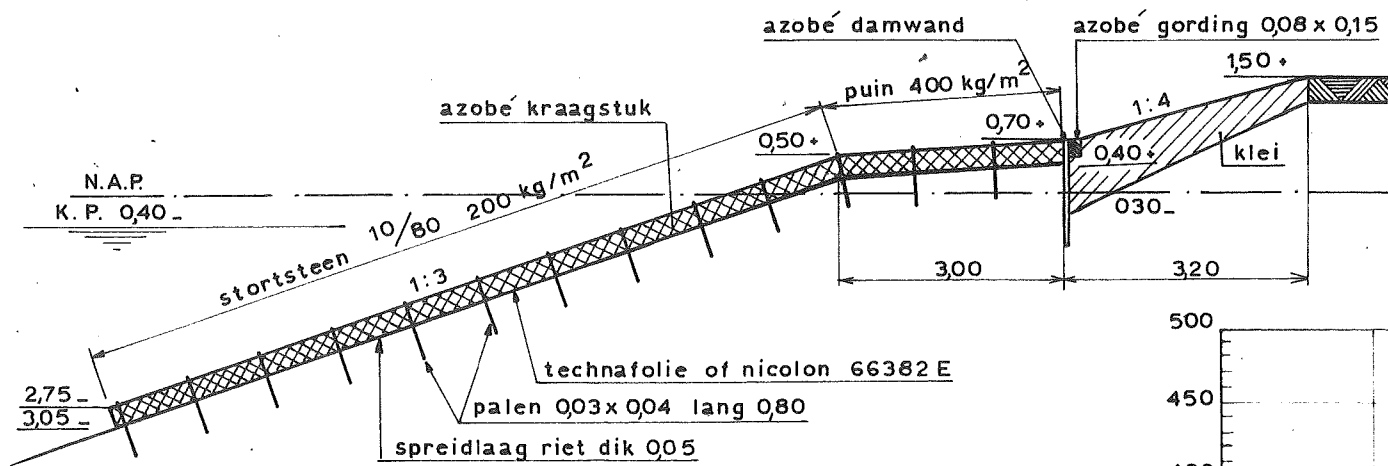 azobé damwand
azobé gording 0,08 x 0,15
1,50 +
puin 400 kg/m²
1:4
azobé kraagstuk
0,70 +
0,50 +
0,40 +
klei
N.A.P.
K. P. 0,40 -
030 -
stortsteen 10/80 200 kg/m²
3,00
3,20
1:3
500
technafolie of nicolon 66382 E
2,75 -
3,05 -
450
palen 0,03 x 0,04 lang 0,80
spreidlaag riet dik 0,05